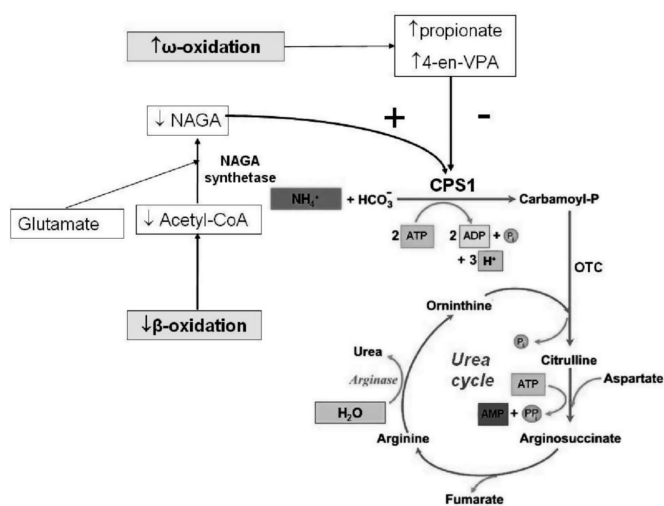 ↑ω-oxidation
↑propionate
↑4-en-VPA
↓ NAGA
+
-
NAGA
synthetase
CPS1
NH₄⁺ + HCO₃⁻
Carbamoyl-P
Glutamate
↓ Acetyl-CoA
2 ATP 2 ADP + Pi
+ 3 H⁺
OTC
↓β-oxidation
Orninthine
Pi
Urea
Urea
cycle
Citrulline
Arginase
ATP
Aspartate
H₂O
AMP + PPi
Arginine
Arginosuccinate
Fumarate